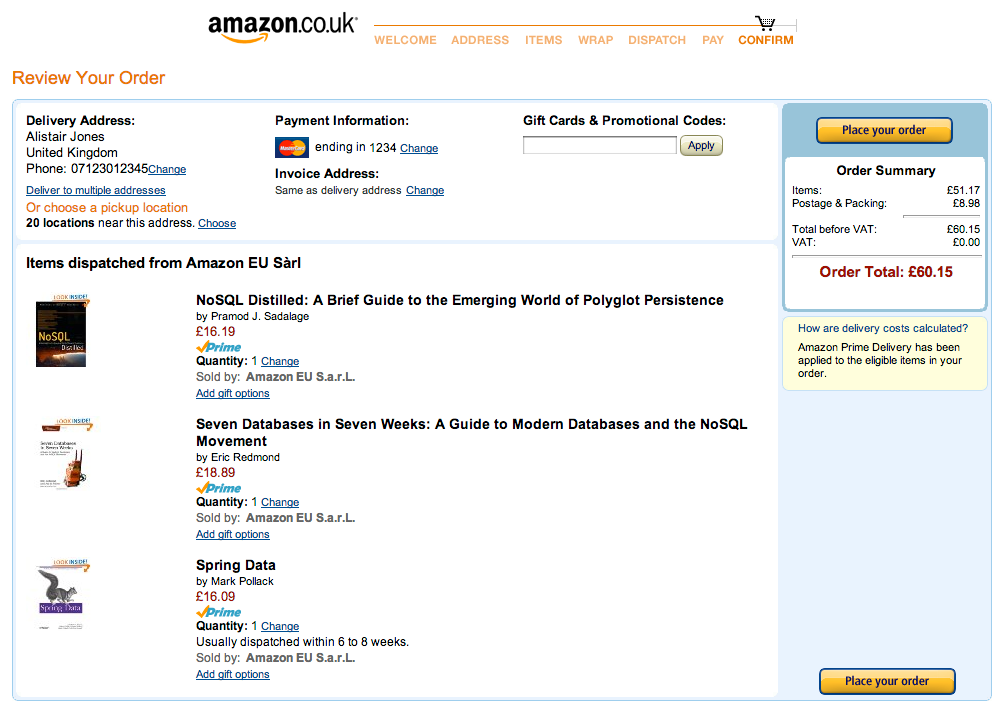 amazon.co.uk
WELCOME ADDRESS ITEMS WRAP DISPATCH PAY CONFIRM
Review Your Order
Delivery Address:
Alistair Jones
United Kingdom
Phone: 07123012345Change
Deliver to multiple addresses
Or choose a pickup location
20 locations near this address. Choose
Payment Information:
MasterCard ending in 1234 Change
Invoice Address:
Same as delivery address Change
Gift Cards & Promotional Codes:
Apply
Place your order
Order Summary
Items: £51.17
Postage & Packing: £8.98
Total before VAT: £60.15
VAT: £0.00
Order Total: £60.15
How are delivery costs calculated?
Amazon Prime Delivery has been
applied to the eligible items in your
order.
Items dispatched from Amazon EU Sàrl
LOOK INSIDE!
NoSQL
Distilled
NoSQL Distilled: A Brief Guide to the Emerging World of Polyglot Persistence
by Pramod J. Sadalage
£16.19
Prime
Quantity: 1 Change
Sold by: Amazon EU S.a.r.L.
Add gift options
LOOK INSIDE!
Seven Databases
in Seven Weeks
Seven Databases in Seven Weeks: A Guide to Modern Databases and the NoSQL
Movement
by Eric Redmond
£18.89
Prime
Quantity: 1 Change
Sold by: Amazon EU S.a.r.L.
Add gift options
LOOK INSIDE!
Spring Data
Spring Data
by Mark Pollack
£16.09
Prime
Quantity: 1 Change
Usually dispatched within 6 to 8 weeks.
Sold by: Amazon EU S.a.r.L.
Add gift options
Place your order